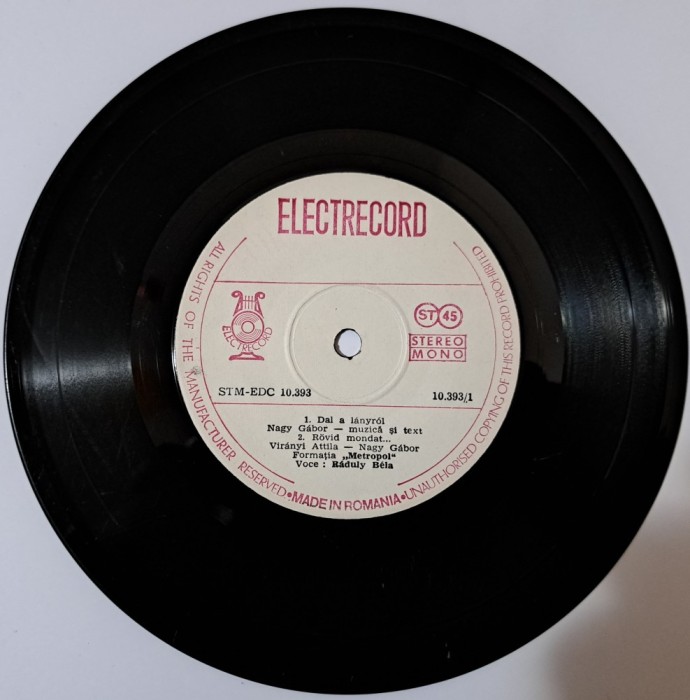 ELECTRECORD
ALL RIGHTS OF THE MANUFACTURER RESERVED • MADE IN ROMANIA • UNAUTHORISED COPYING OF THIS RECORD PROHIBITED
ELECTRECORD
ST 45
STEREO
MONO
STM-EDC 10.393
10.393/1
1. Dal a lányról
Nagy Gábor — muzică și text
2. Rövid mondat...
Virányi Attila — Nagy Gábor
Formația „Metropol“
Voce : Ráduly Béla